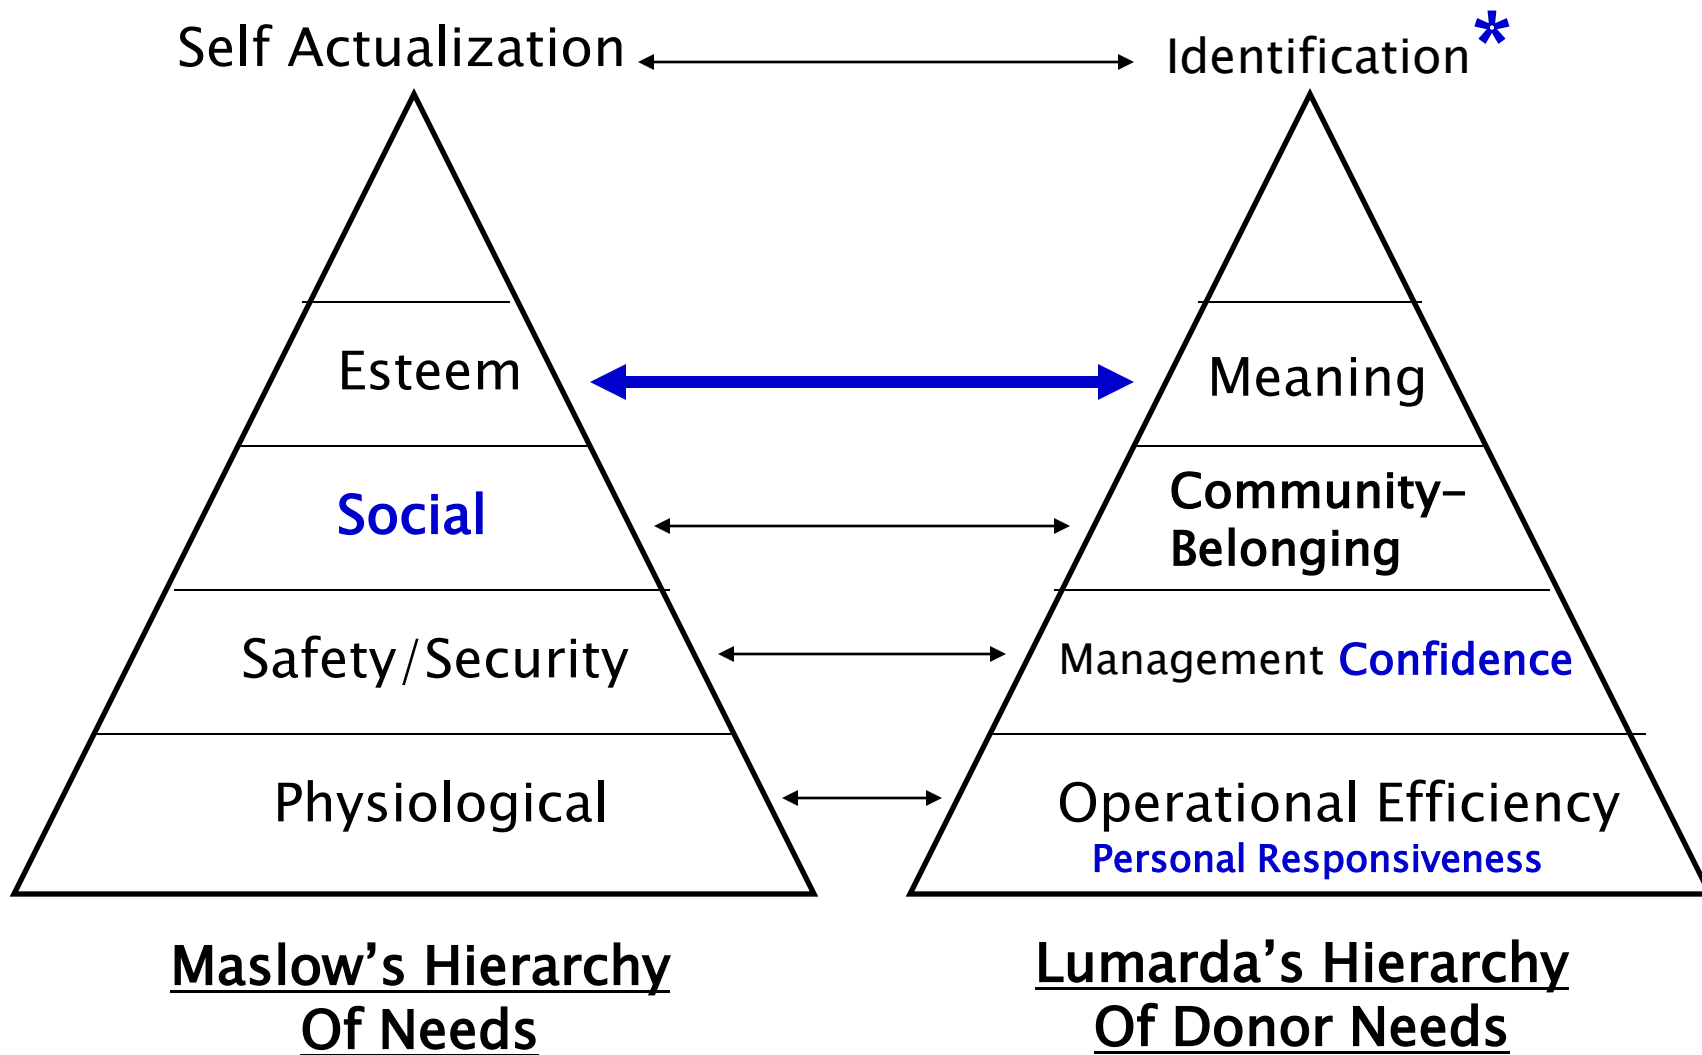 Self Actualization
Identification*
Esteem
Meaning
Social
Community-
Belonging
Safety/Security
Management Confidence
Physiological
Operational Efficiency
Personal Responsiveness
Maslow’s Hierarchy
Of Needs
Lumarda’s Hierarchy
Of Donor Needs